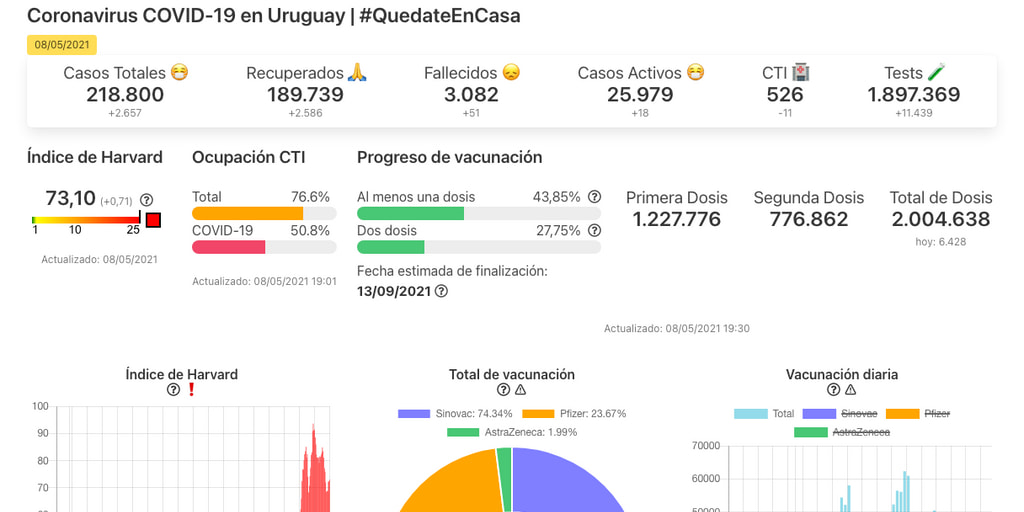 Coronavirus COVID-19 en Uruguay | #QuedateEnCasa
08/05/2021
Casos Totales 😷 Recuperados 🙏 Fallecidos 😞 Casos Activos 😷 CTI 🏥 Tests 🧪
218.800 189.739 3.082 25.979 526 1.897.369
+2.657 +2.586 +51 +18 -11 +11.439
Índice de Harvard Ocupación CTI Progreso de vacunación
73,10 (+0,71)
1 10 25
Actualizado: 08/05/2021
Total 76.6%
COVID-19 50.8%
Actualizado: 08/05/2021 19:01
Al menos una dosis 43,85%
Dos dosis 27,75%
Fecha estimada de finalización:
13/09/2021
Primera Dosis Segunda Dosis Total de Dosis
1.227.776 776.862 2.004.638
hoy: 6.428
Actualizado: 08/05/2021 19:30
Índice de Harvard
100
90
80
70
Total de vacunación
Sinovac: 74.34% Pfizer: 23.67%
AstraZeneca: 1.99%
Vacunación diaria
Total Sinovac Pfizer
AstraZeneca
70000
60000